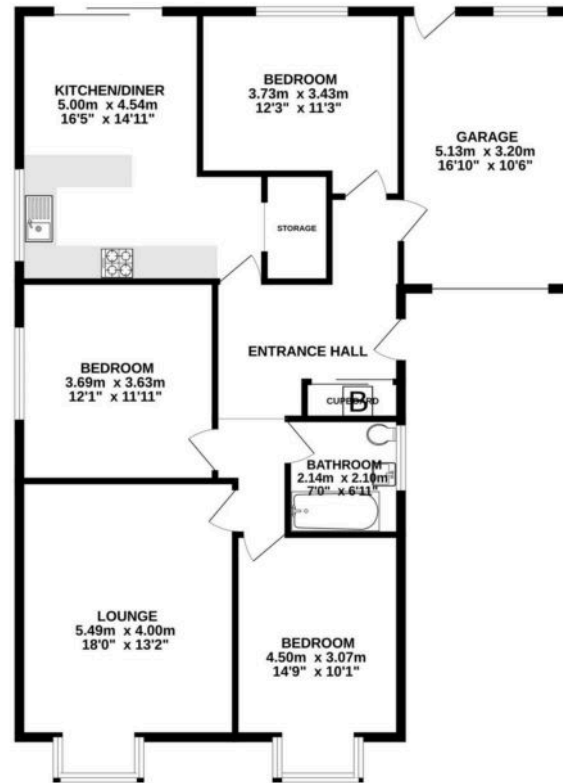 KITCHEN/DINER
5.00m x 4.54m
16'5" x 14'11"
BEDROOM
3.73m x 3.43m
12'3" x 11'3"
GARAGE
5.13m x 3.20m
16'10" x 10'6"
STORAGE
BEDROOM
3.69m x 3.63m
12'1" x 11'11"
ENTRANCE HALL
CUPBOARD
B
BATHROOM
2.14m x 2.10m
7'0" x 6'11"
LOUNGE
5.49m x 4.00m
18'0" x 13'2"
BEDROOM
4.50m x 3.07m
14'9" x 10'1"